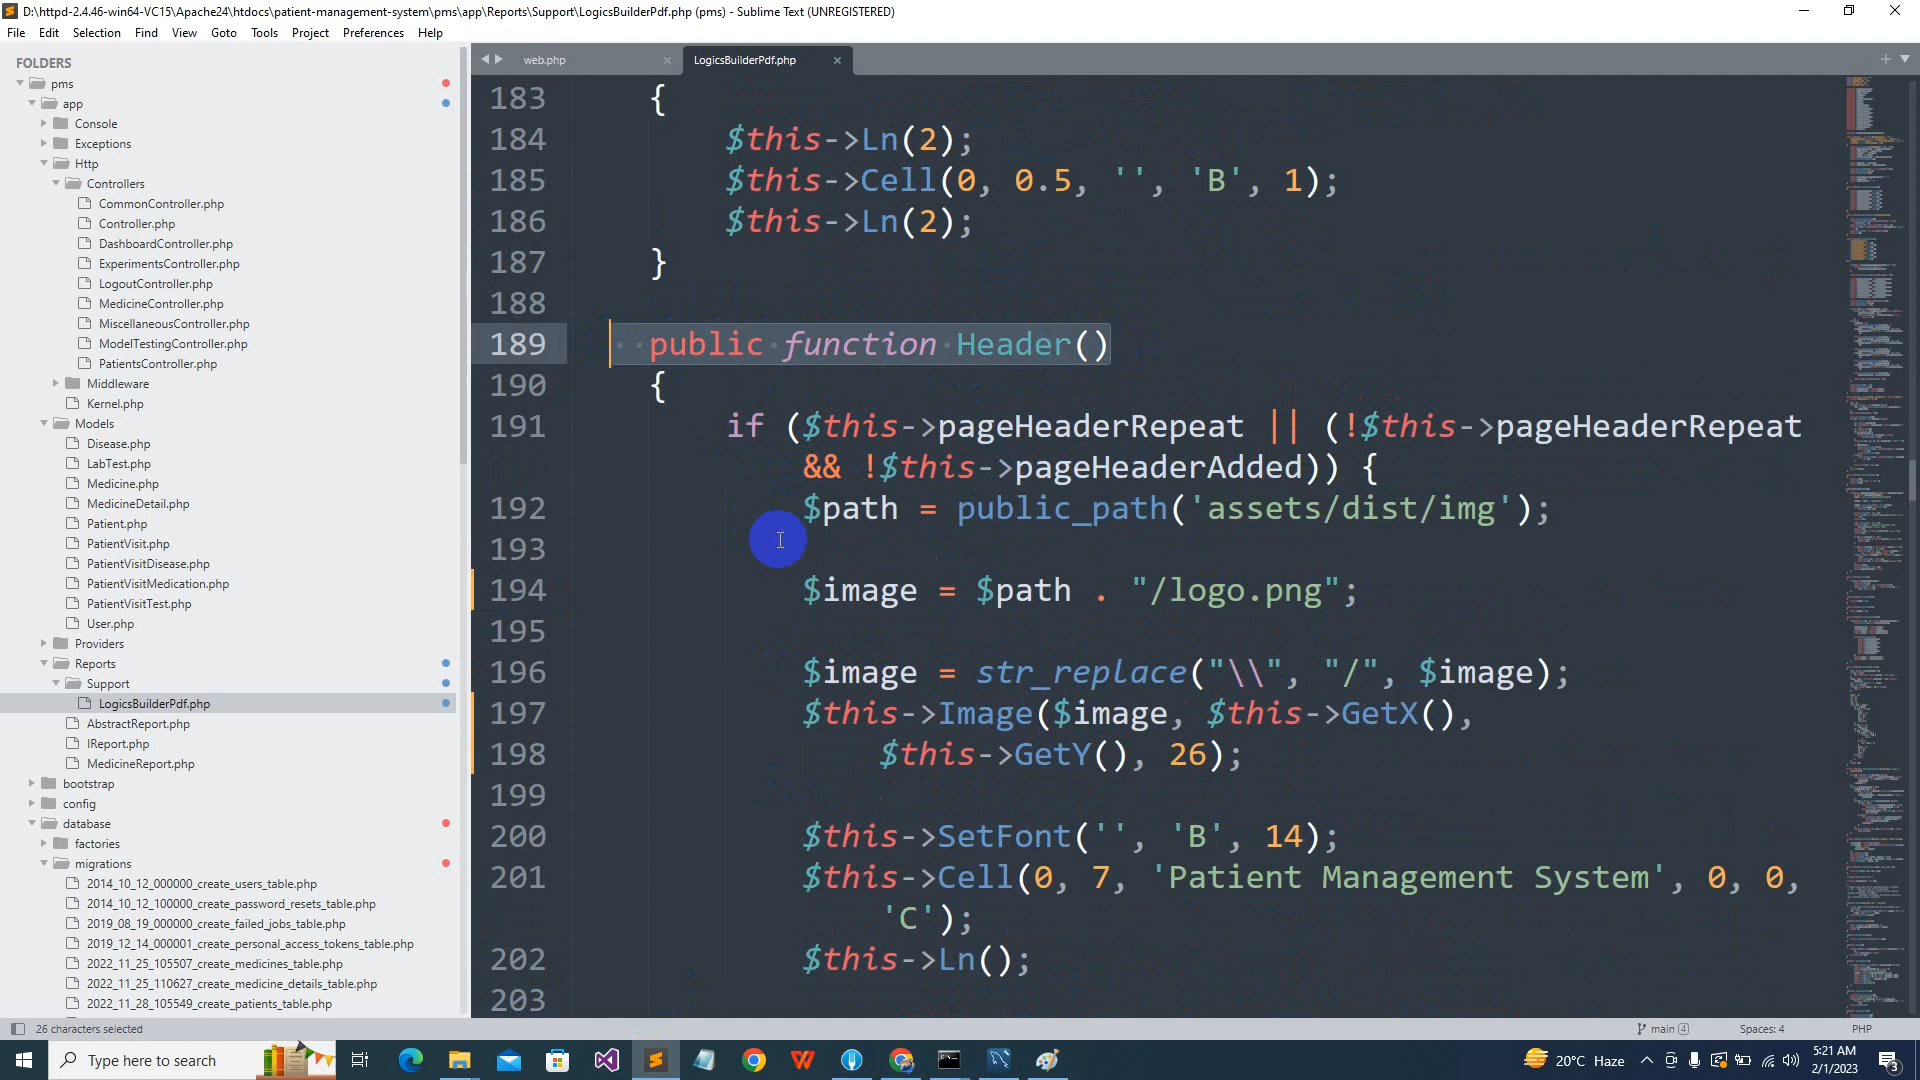 D:\httpd-2.4.46-win64-VC15\Apache24\htdocs\patient-management-system\pms\app\Reports\Support\LogicsBuilderPdf.php (pms) - Sublime Text (UNREGISTERED)
File Edit Selection Find View Goto Tools Project Preferences Help
FOLDERS
pms
app
Console
Exceptions
Http
Controllers
CommonController.php
Controller.php
DashboardController.php
ExperimentsController.php
LogoutController.php
MedicineController.php
MiscellaneousController.php
ModelTestingController.php
PatientsController.php
Middleware
Kernel.php
Models
Disease.php
LabTest.php
Medicine.php
MedicineDetail.php
Patient.php
PatientVisit.php
PatientVisitDisease.php
PatientVisitMedication.php
PatientVisitTest.php
User.php
Providers
Reports
Support
LogicsBuilderPdf.php
AbstractReport.php
IReport.php
MedicineReport.php
bootstrap
config
database
factories
migrations
2014_10_12_000000_create_users_table.php
2014_10_12_100000_create_password_resets_table.php
2019_08_19_000000_create_failed_jobs_table.php
2019_12_14_000001_create_personal_access_tokens_table.php
2022_11_25_105507_create_medicines_table.php
2022_11_25_110627_create_medicine_details_table.php
2022_11_28_105549_create_patients_table.php
web.php LogicsBuilderPdf.php
183 {
184 $this->Ln(2);
185 $this->Cell(0, 0.5, '', 'B', 1);
186 $this->Ln(2);
187 }
188
189 public function Header()
190 {
191 if ($this->pageHeaderRepeat || (!$this->pageHeaderRepeat
&& !$this->pageHeaderAdded)) {
192 $path = public_path('assets/dist/img');
193
194 $image = $path . "/logo.png";
195
196 $image = str_replace("\\", "/", $image);
197 $this->Image($image, $this->GetX(),
198 $this->GetY(), 26);
199
200 $this->SetFont('', 'B', 14);
201 $this->Cell(0, 7, 'Patient Management System', 0, 0,
'C');
202 $this->Ln();
203
26 characters selected
main 4 Spaces: 4 PHP
Type here to search
20°C Haze
5:21 AM
2/1/2023
3